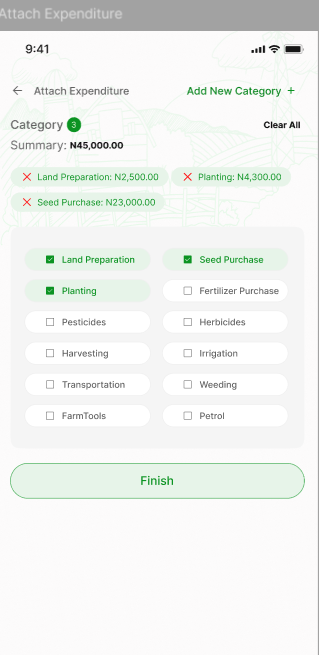 Attach Expenditure
9:41
Attach Expenditure Add New Category +
Category 3 Clear All
Summary: N45,000.00
Land Preparation: N2,500.00 Planting: N4,300.00
Seed Purchase: N23,000.00
Land Preparation Seed Purchase
Planting Fertilizer Purchase
Pesticides Herbicides
Harvesting Irrigation
Transportation Weeding
FarmTools Petrol
Finish